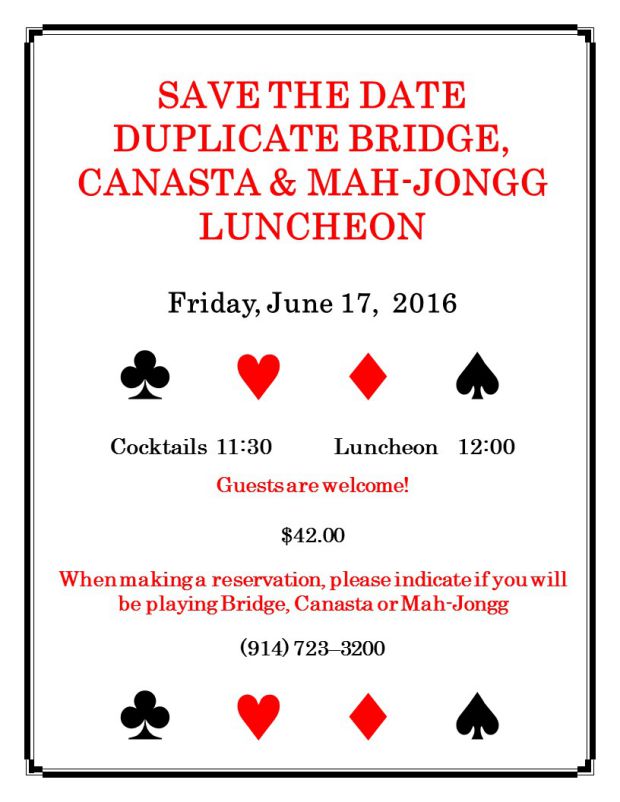 SAVE THE DATE
DUPLICATE BRIDGE,
CANASTA & MAH-JONGG
LUNCHEON
Friday, June 17, 2016
Cocktails 11:30 Luncheon 12:00
Guests are welcome!
$42.00
When making a reservation, please indicate if you will
be playing Bridge, Canasta or Mah-Jongg
(914) 723–3200